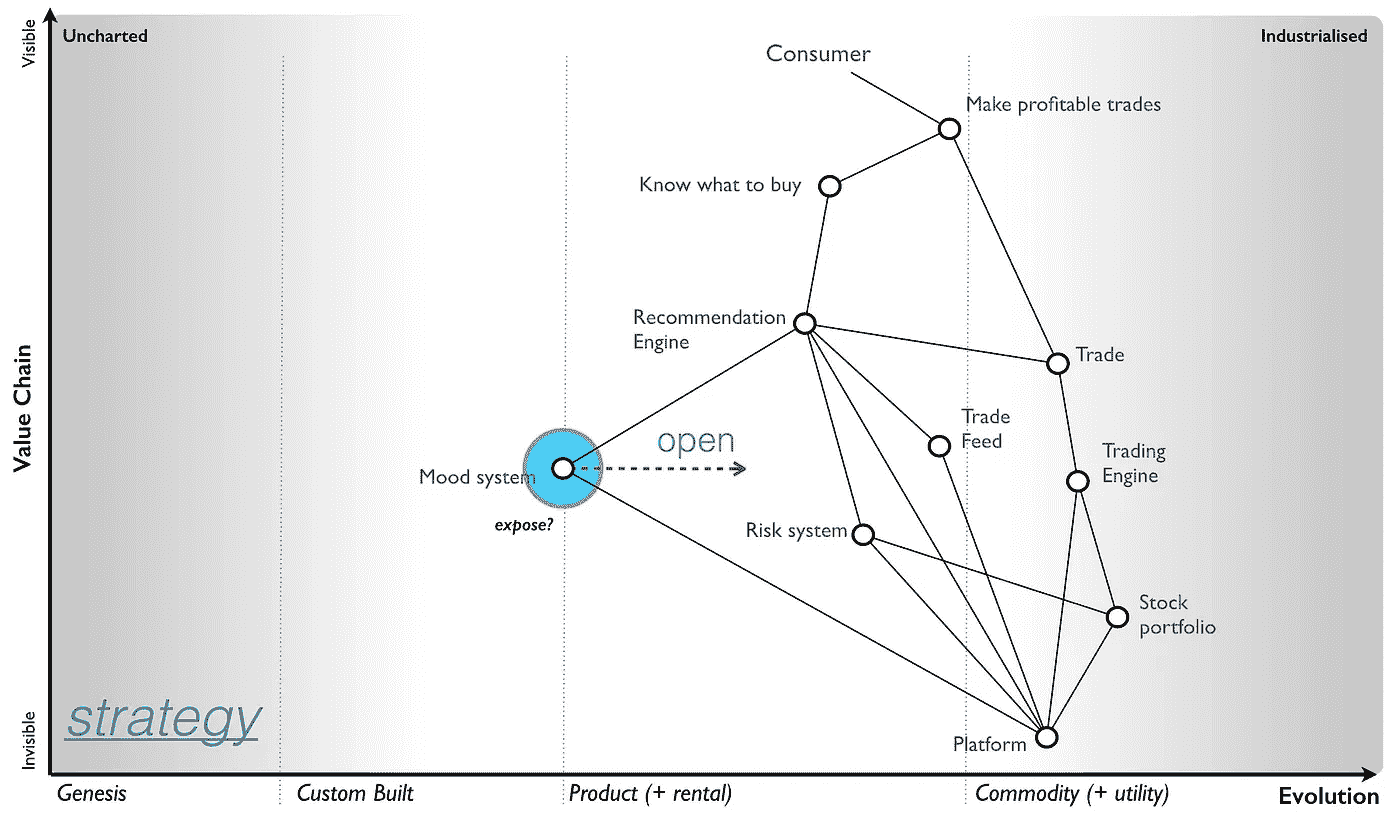 Visible
Uncharted
Industrialised
Consumer
Make profitable trades
Know what to buy
Recommendation
Engine
Trade
Trade
Feed
Trading
Engine
open
Mood system
expose?
Risk system
Stock
portfolio
Platform
Value Chain
Invisible
strategy
Genesis
Custom Built
Product (+ rental)
Commodity (+ utility)
Evolution